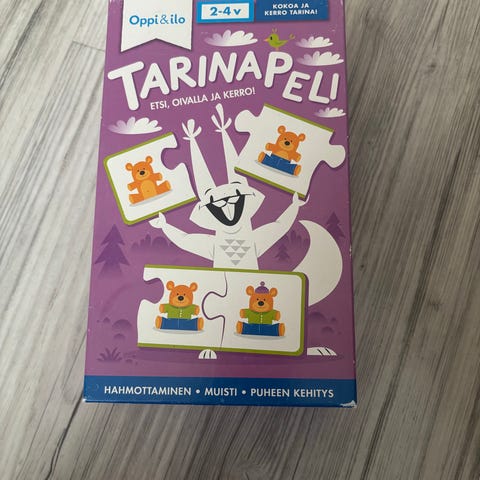 Oppi&ilo
2-4 v
KOKOA JA
KERRO TARINA!
TARINAPELI
ETSI, OIVALLA JA KERRO!
HAHMOTTAMINEN • MUISTI • PUHEEN KEHITYS